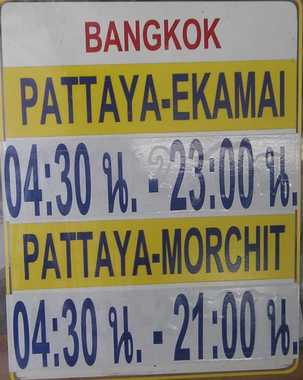 BANGKOK
PATTAYA-EKAMAI
04:30 น. - 23:00 น.
PATTAYA-MORCHIT
04:30 น. - 21:00 น.